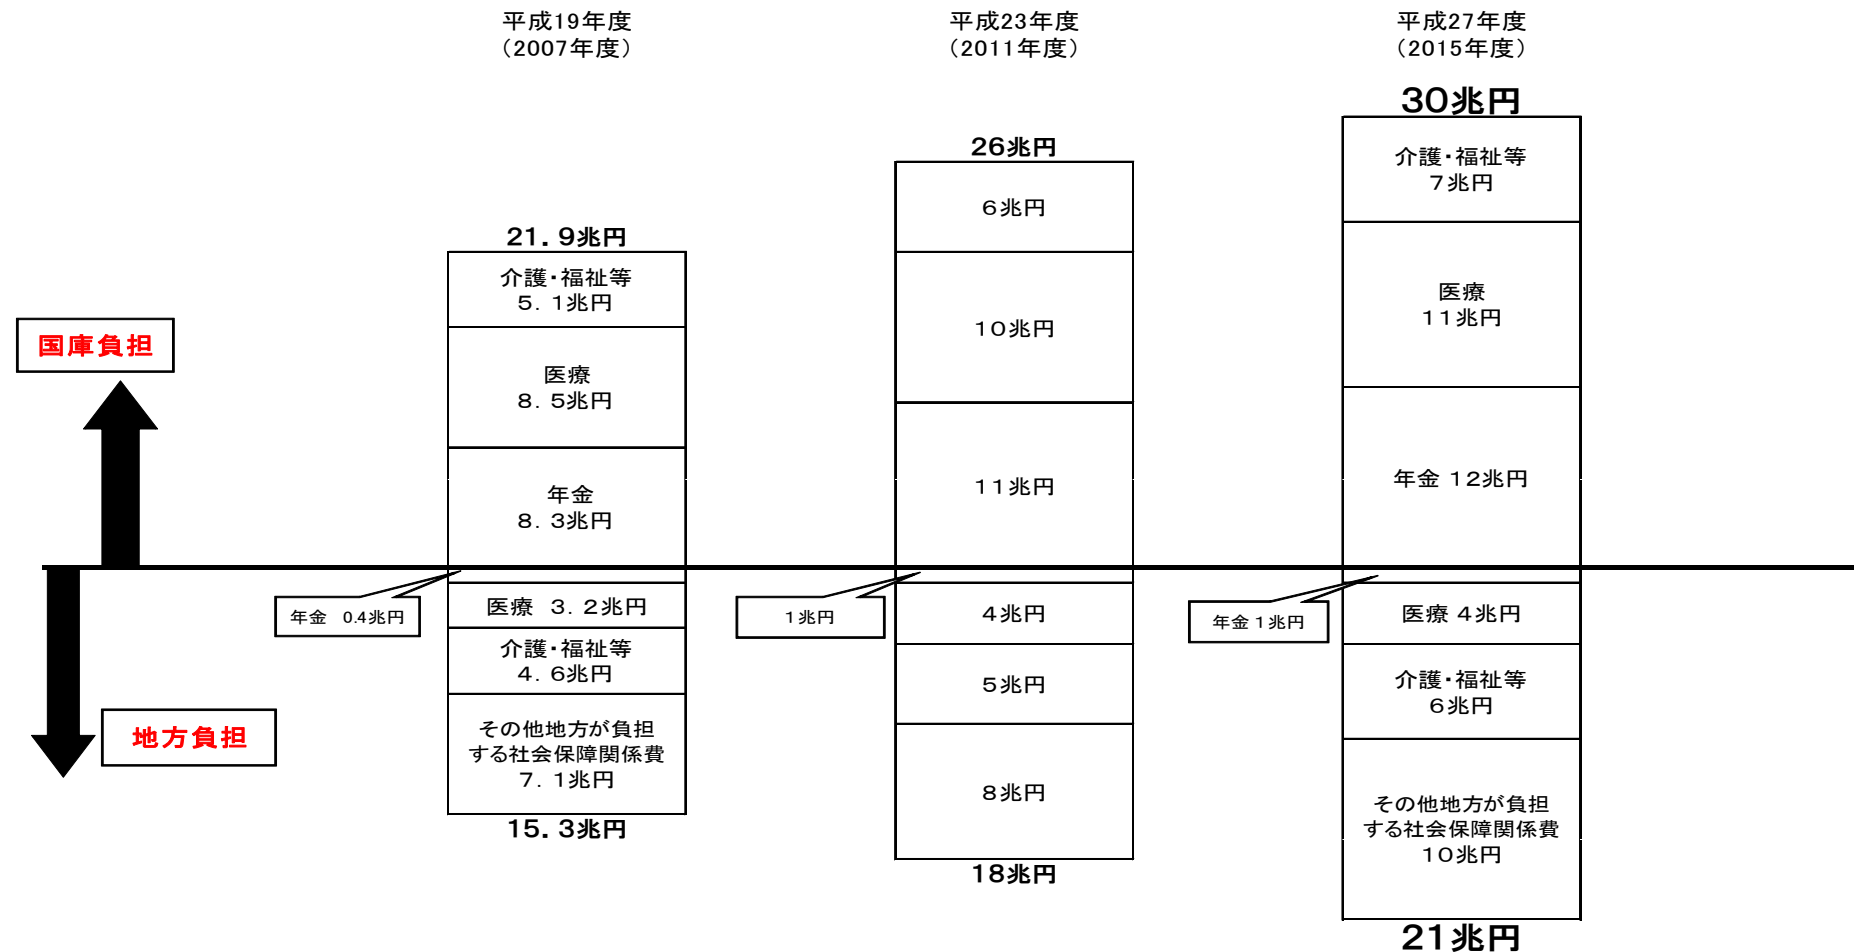 平成19年度
（2007年度）
平成23年度
（2011年度）
平成27年度
（2015年度）
30兆円
26兆円
21．9兆円
介護・福祉等
5．1兆円
医療
8．5兆円
年金
8．3兆円
6兆円
10兆円
11兆円
介護・福祉等
7兆円
医療
11兆円
年金 12兆円
国庫負担
地方負担
年金　0.4兆円
医療 3．2兆円
介護・福祉等
4．6兆円
その他地方が負担
する社会保障関係費
7．1兆円
15．3兆円
1兆円
4兆円
5兆円
8兆円
18兆円
年金 1兆円
医療 4兆円
介護・福祉等
6兆円
その他地方が負担
する社会保障関係費
10兆円
21兆円